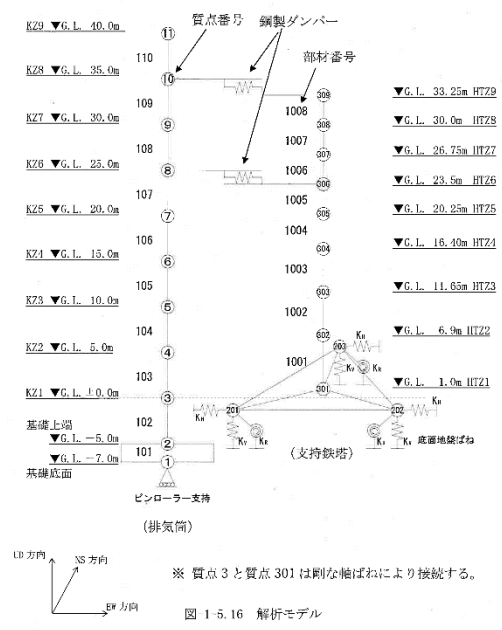 KZ9 ▼G.L. 40.0m
KZ8 ▼G.L. 35.0m
KZ7 ▼G.L. 30.0m
KZ6 ▼G.L. 25.0m
KZ5 ▼G.L. 20.0m
KZ4 ▼G.L. 15.0m
KZ3 ▼G.L. 10.0m
KZ2 ▼G.L. 5.0m
KZ1 ▼G.L. ±0.0m
基礎上端
▼G.L. -5.0m
▼G.L. -7.0m
基礎底面
質点番号
鋼製ダンパー
部材番号
⑪
110
⑩
109
⑨
108
⑧
107
⑦
106
⑥
105
⑤
104
④
103
③
102
②
101
①
ピンローラー支持
(排気筒)
309
1008
308
1007
307
1006
306
1005
305
1004
304
1003
303
1002
302
1001
301
203
KH
KV
KR
201
KH
KV
KR
202
KH
KR
KV
底面地盤ばね
(支持鉄塔)
▼G.L. 33.25m HTZ9
▼G.L. 30.0m HTZ8
▼G.L. 26.75m HTZ7
▼G.L. 23.5m HTZ6
▼G.L. 20.25m HTZ5
▼G.L. 16.40m HTZ4
▼G.L. 11.65m HTZ3
▼G.L. 6.9m HTZ2
▼G.L. 1.0m HTZ1
UD 方向
NS 方向
EW 方向
※ 質点 3 と質点 301 は剛な軸ばねにより接続する。
図-1-5.16 解析モデル